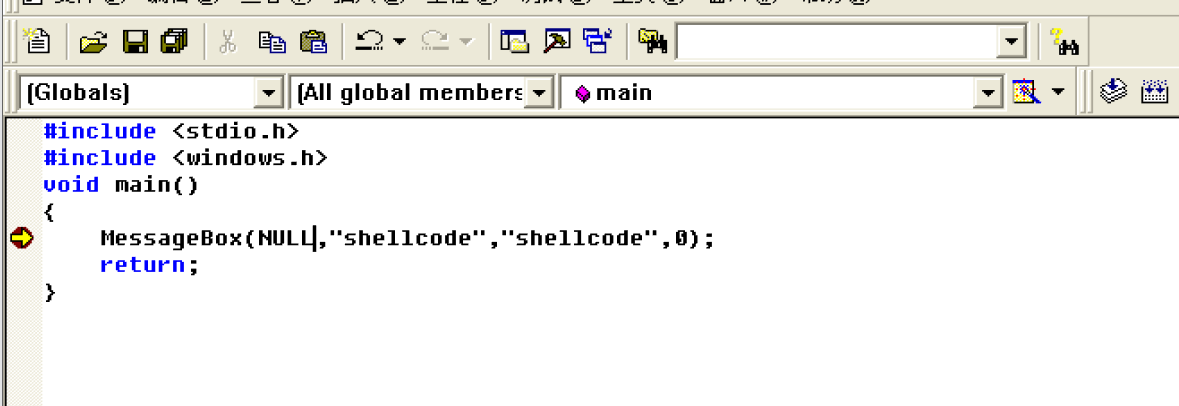 (Globals)
(All global members
main
#include <stdio.h>
#include <windows.h>
void main()
{
MessageBox(NULL,"shellcode","shellcode",0);
return;
}